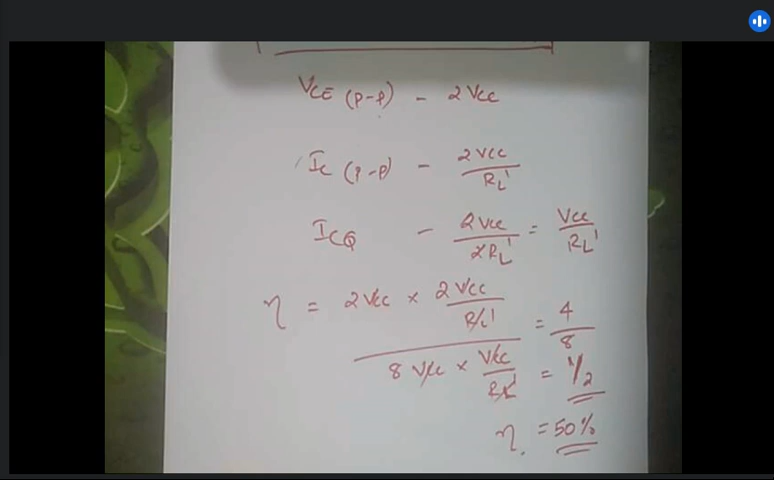 VCE (P-P) - 2 Vcc
Ic (P-P) - 2 Vcc / RL'
ICQ - 2 Vcc / 2 RL' = Vcc / RL'
η = 2 Vcc × 2 Vcc / RL' / 8 Vcc × Vcc / RL' = 4 / 8
= 1/2
η. = 50%